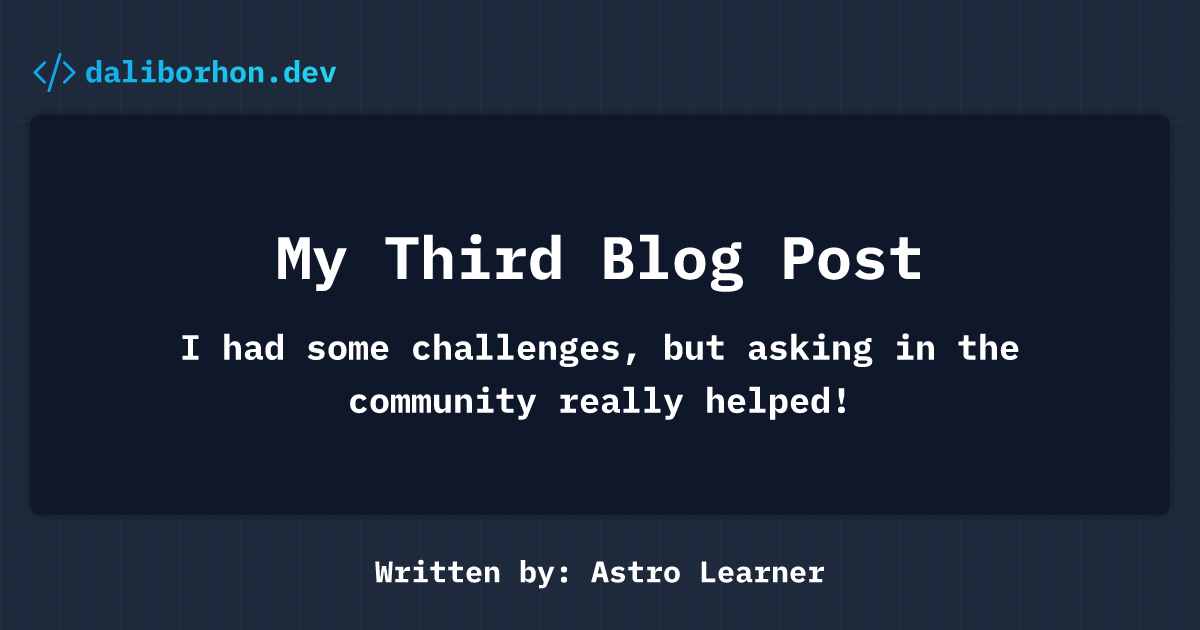 </> daliborhon.dev
My Third Blog Post
I had some challenges, but asking in the
community really helped!
Written by: Astro Learner